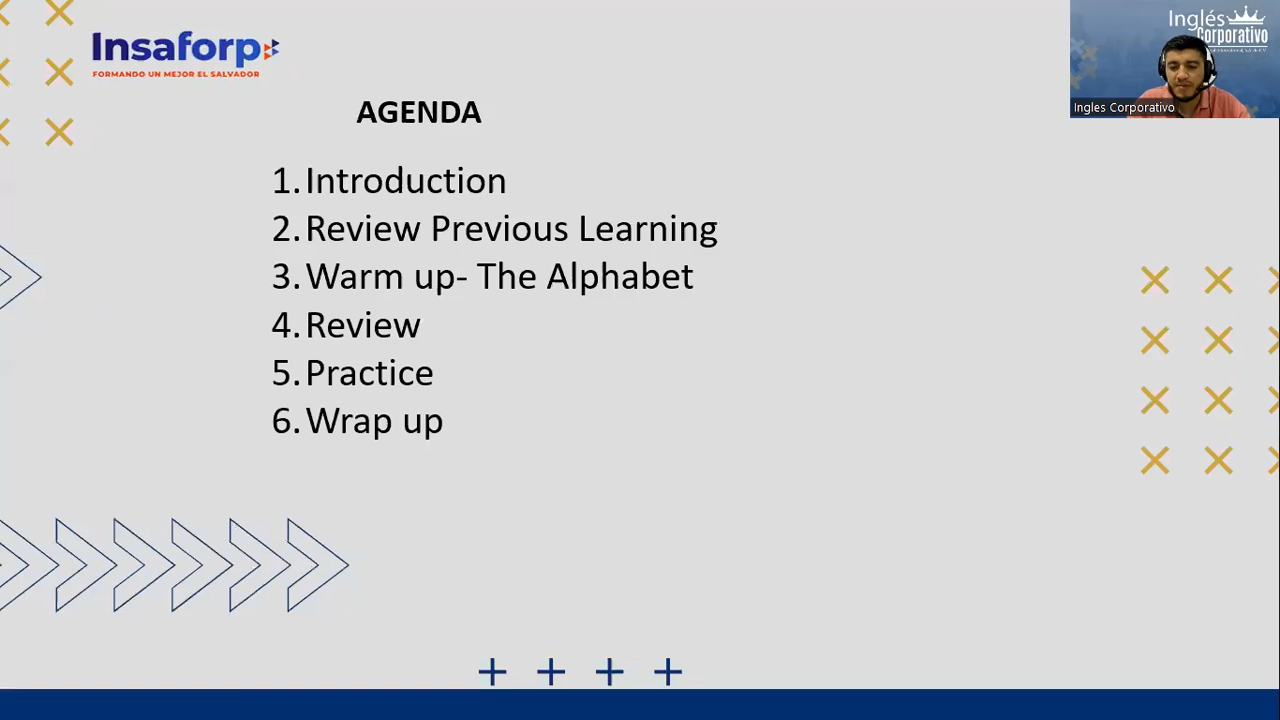 Insaforp
FORMANDO UN MEJOR EL SALVADOR
Inglés
Corporativo
Ingles Corporativo
AGENDA
1. Introduction
2. Review Previous Learning
3. Warm up- The Alphabet
4. Review
5. Practice
6. Wrap up